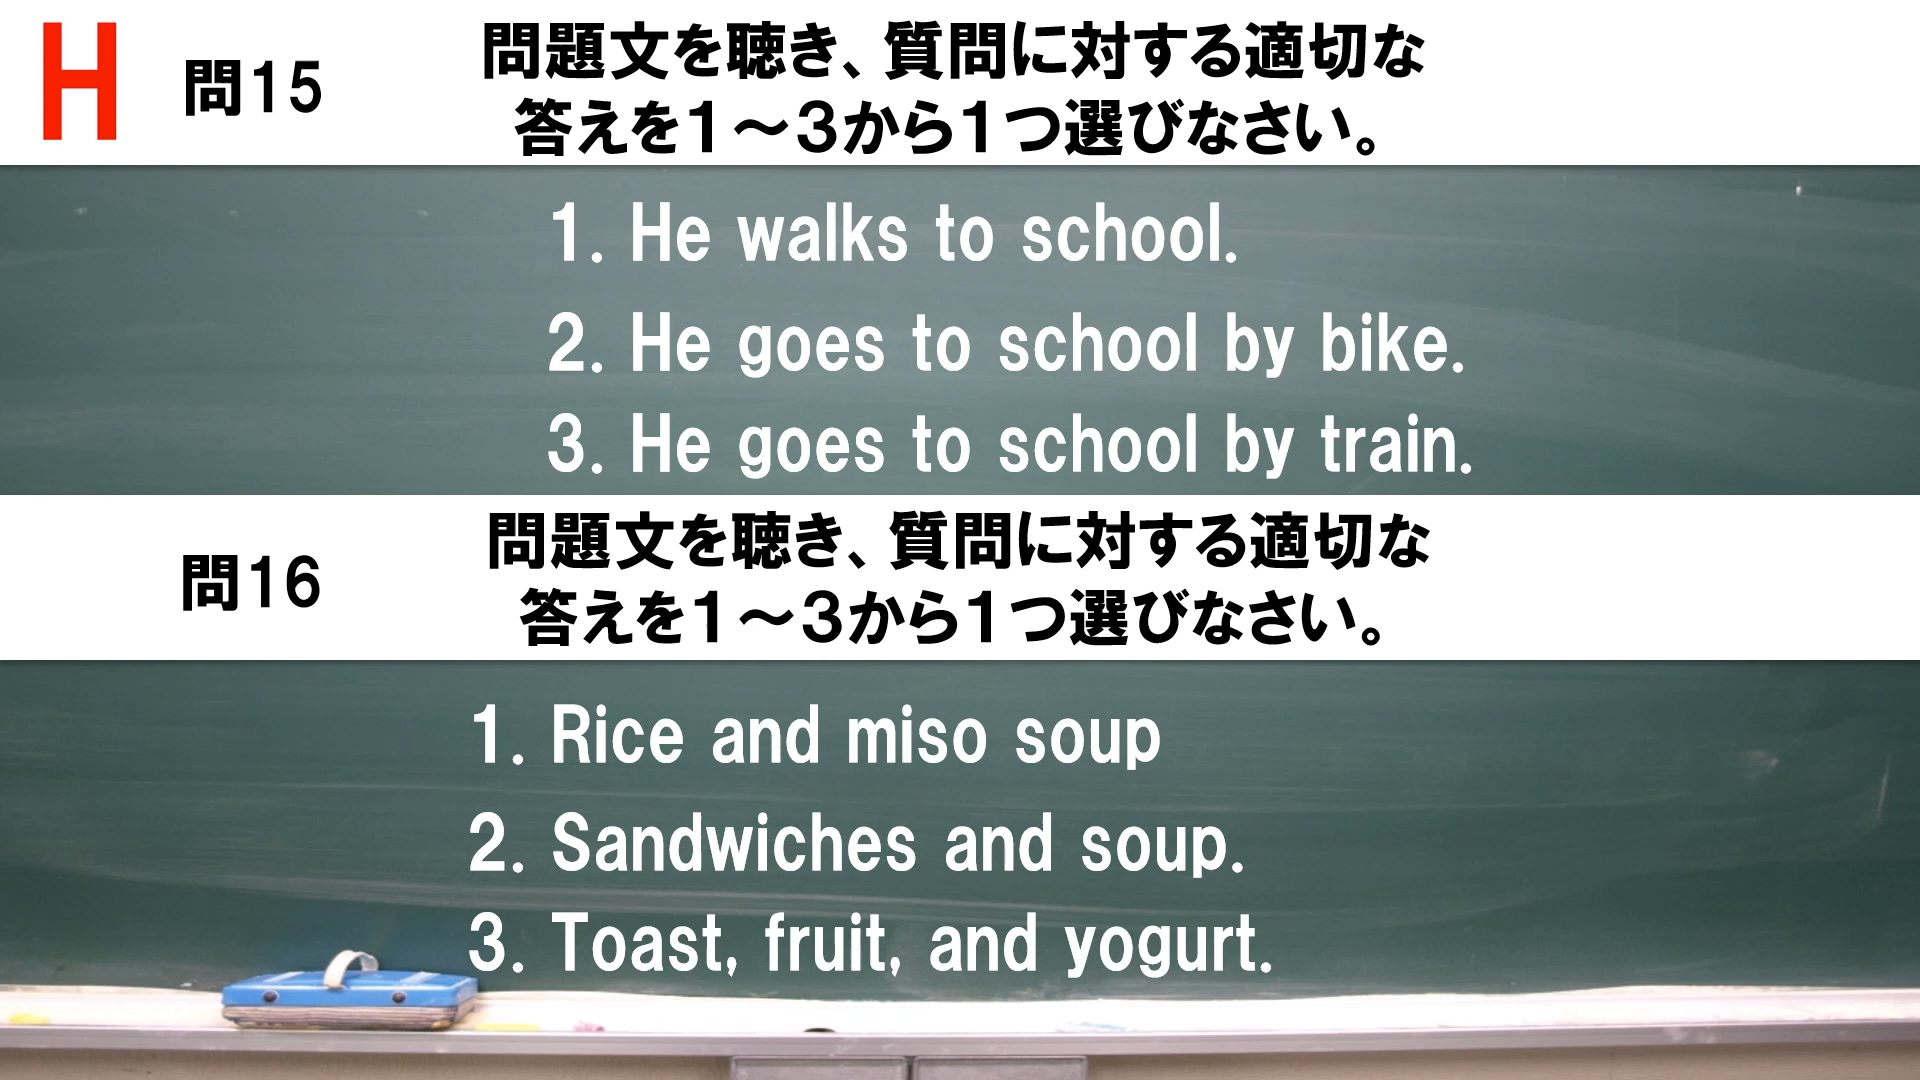 H
問15
問題文を聴き、質問に対する適切な
答えを1～3から1つ選びなさい。
1. He walks to school.
2. He goes to school by bike.
3. He goes to school by train.
問16
問題文を聴き、質問に対する適切な
答えを1～3から1つ選びなさい。
1. Rice and miso soup
2. Sandwiches and soup.
3. Toast, fruit, and yogurt.